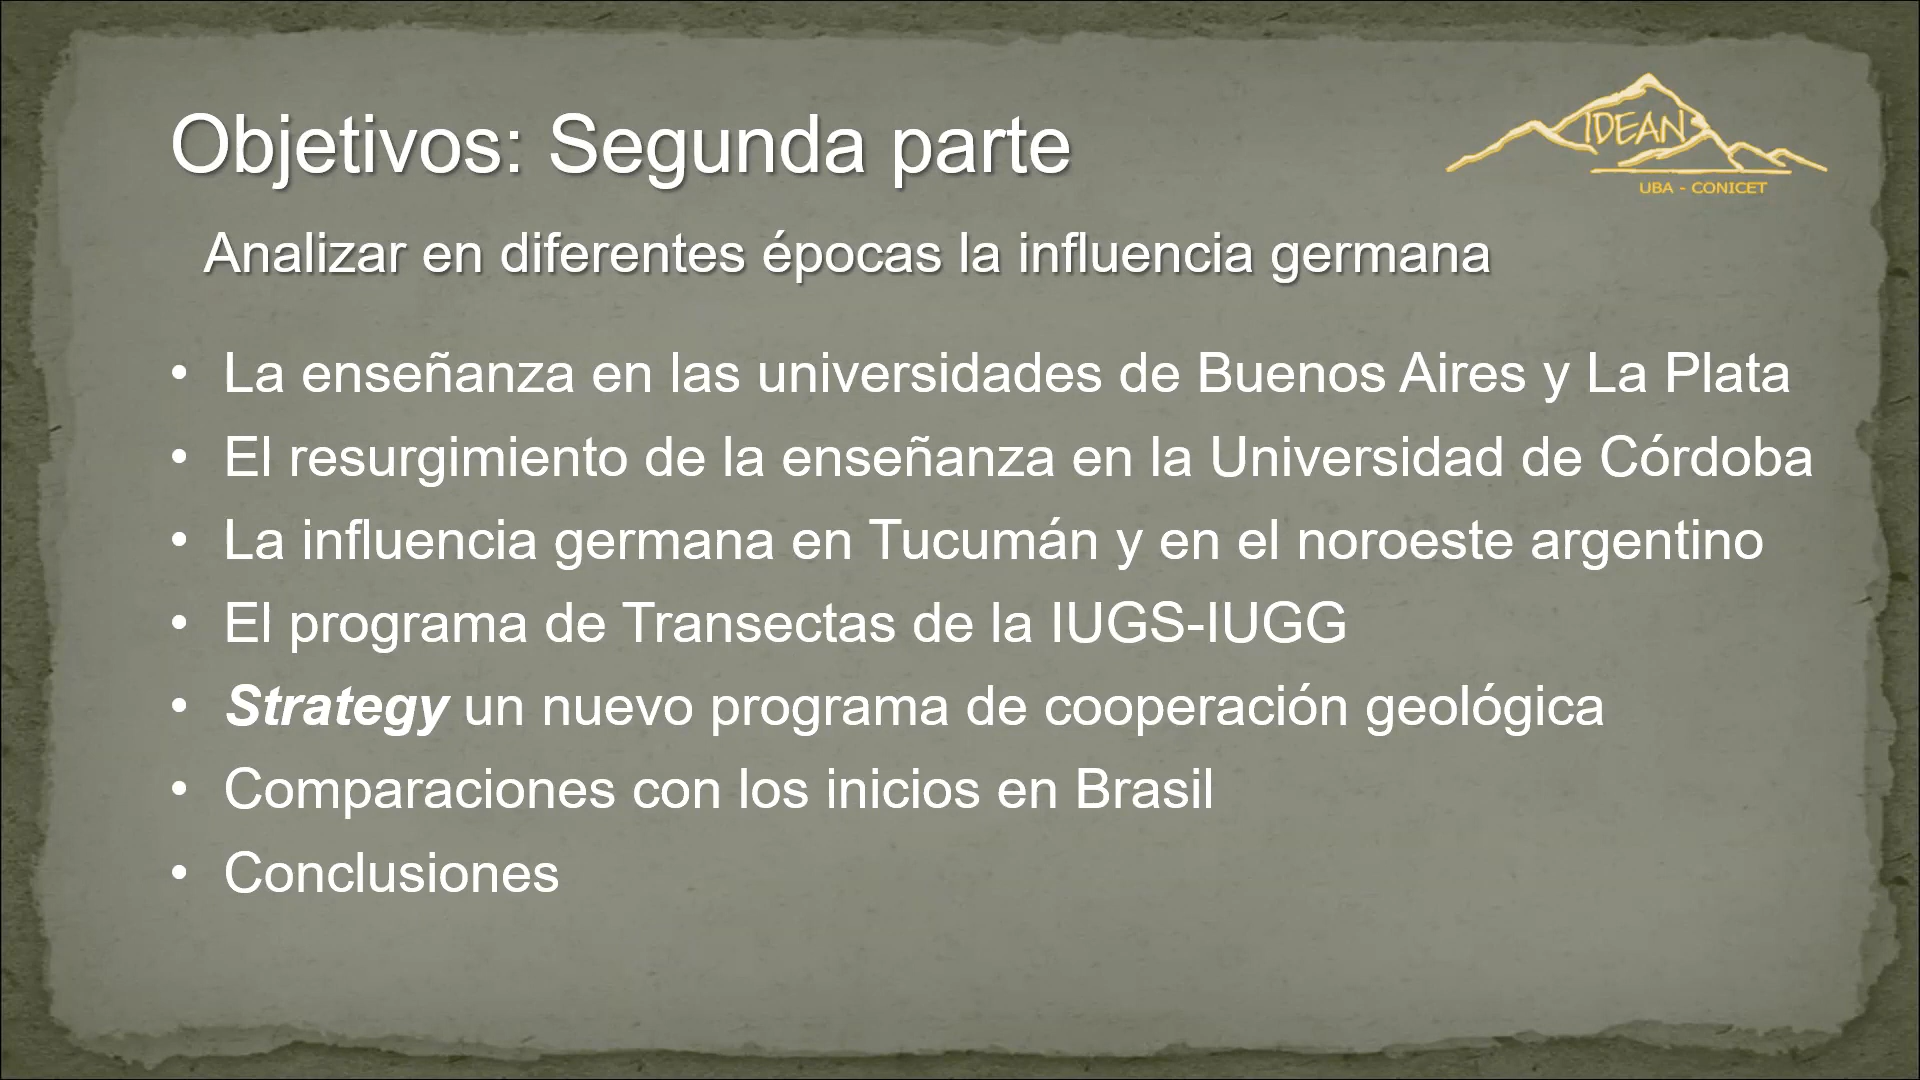 Objetivos: Segunda parte
IDEAN
UBA - CONICET
Analizar en diferentes épocas la influencia germana
• La enseñanza en las universidades de Buenos Aires y La Plata
• El resurgimiento de la enseñanza en la Universidad de Córdoba
• La influencia germana en Tucumán y en el noroeste argentino
• El programa de Transectas de la IUGS-IUGG
• Strategy un nuevo programa de cooperación geológica
• Comparaciones con los inicios en Brasil
• Conclusiones